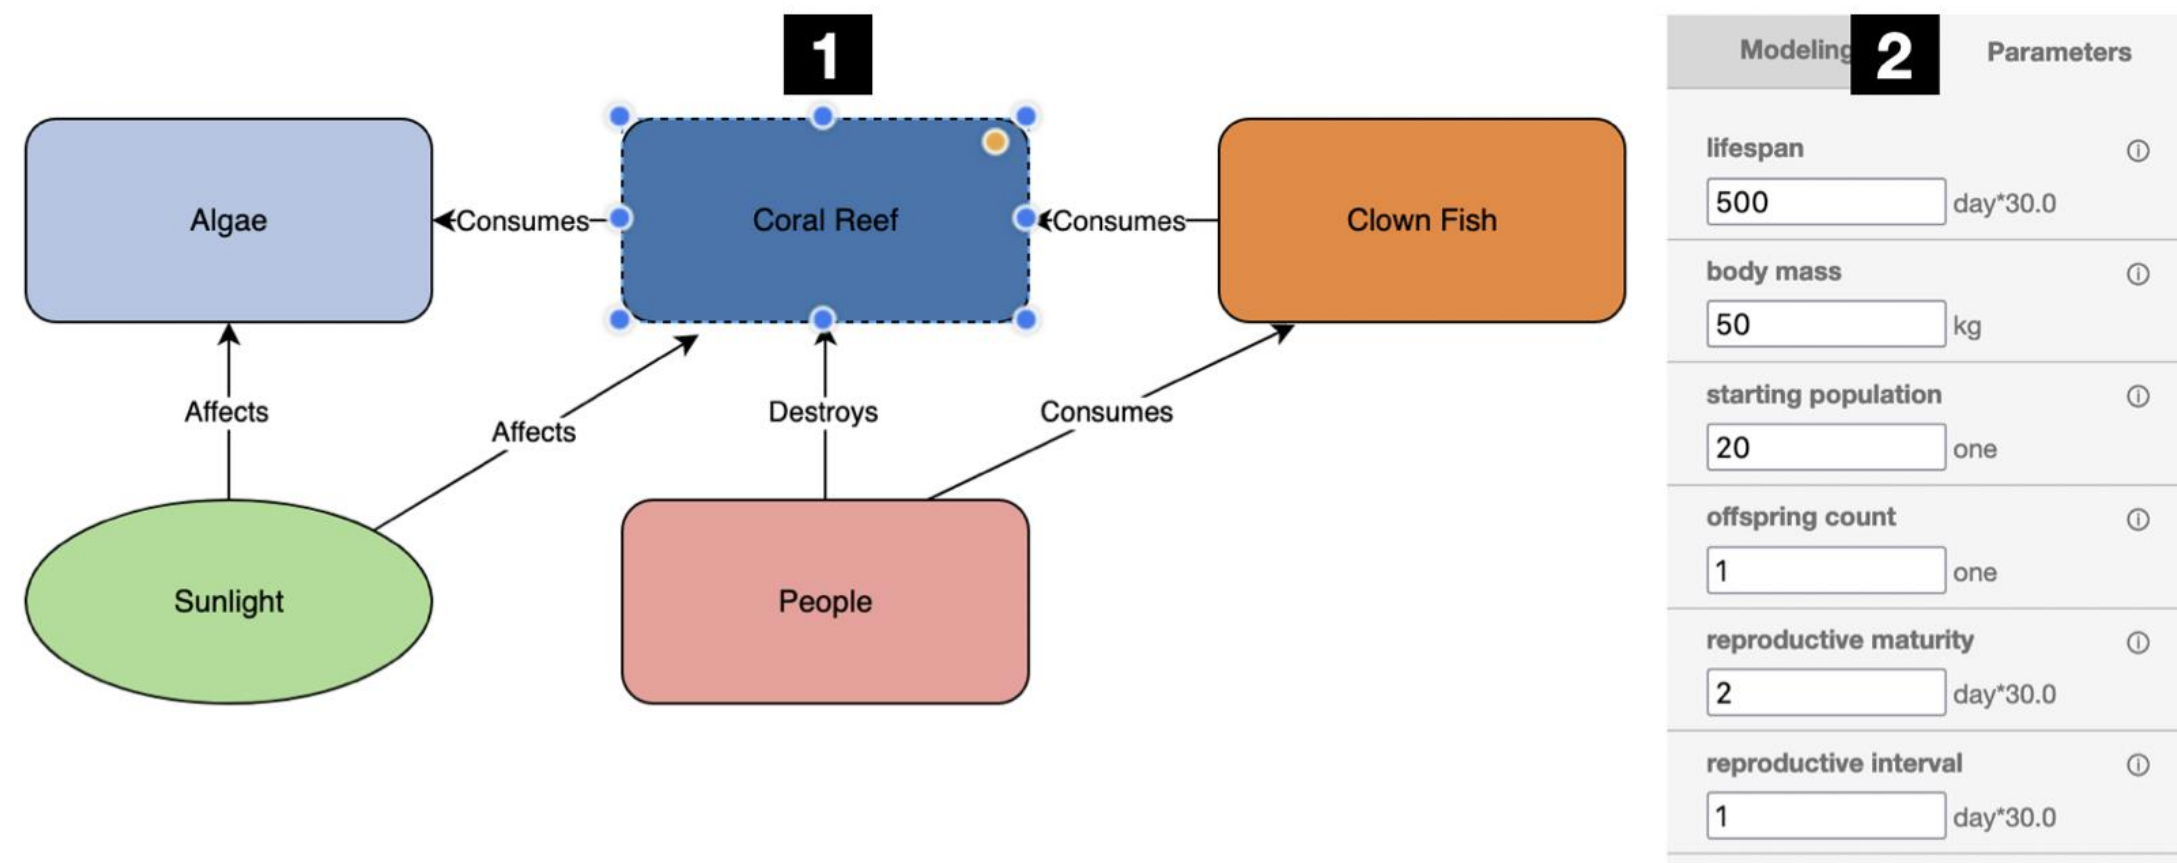 1
Algae
Consumes
Coral Reef
Consumes
Clown Fish
Affects
Affects
Destroys
Consumes
Sunlight
People
Modeling
2
Parameters
lifespan
500 day*30.0
body mass
50 kg
starting population
20 one
offspring count
1 one
reproductive maturity
2 day*30.0
reproductive interval
1 day*30.0